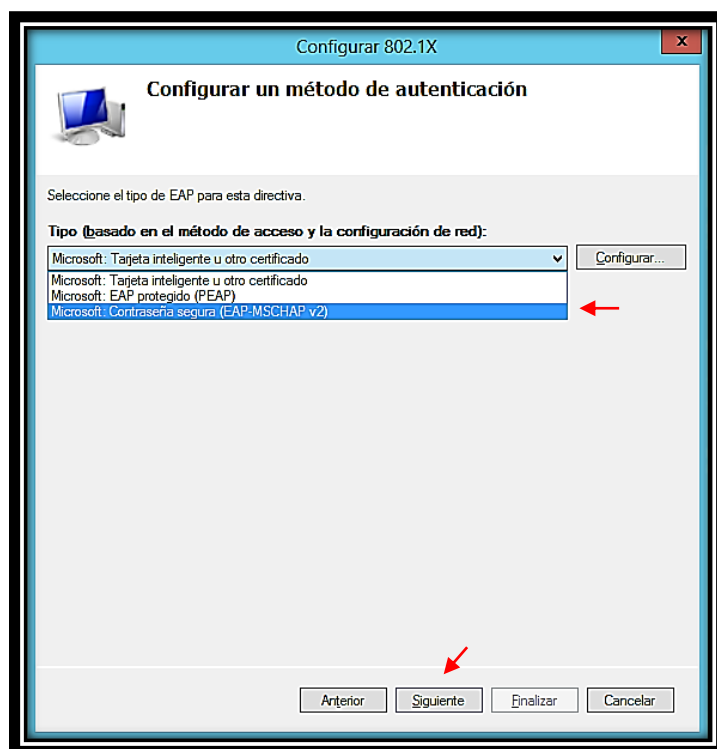 Configurar 802.1X
x
Configurar un método de autenticación
Seleccione el tipo de EAP para esta directiva.
Tipo (basado en el método de acceso y la configuración de red):
Microsoft: Tarjeta inteligente u otro certificado
Configurar...
Microsoft: Tarjeta inteligente u otro certificado
Microsoft: EAP protegido (PEAP)
Microsoft: Contraseña segura (EAP-MSCHAP v2)
Anterior Siguiente Finalizar Cancelar